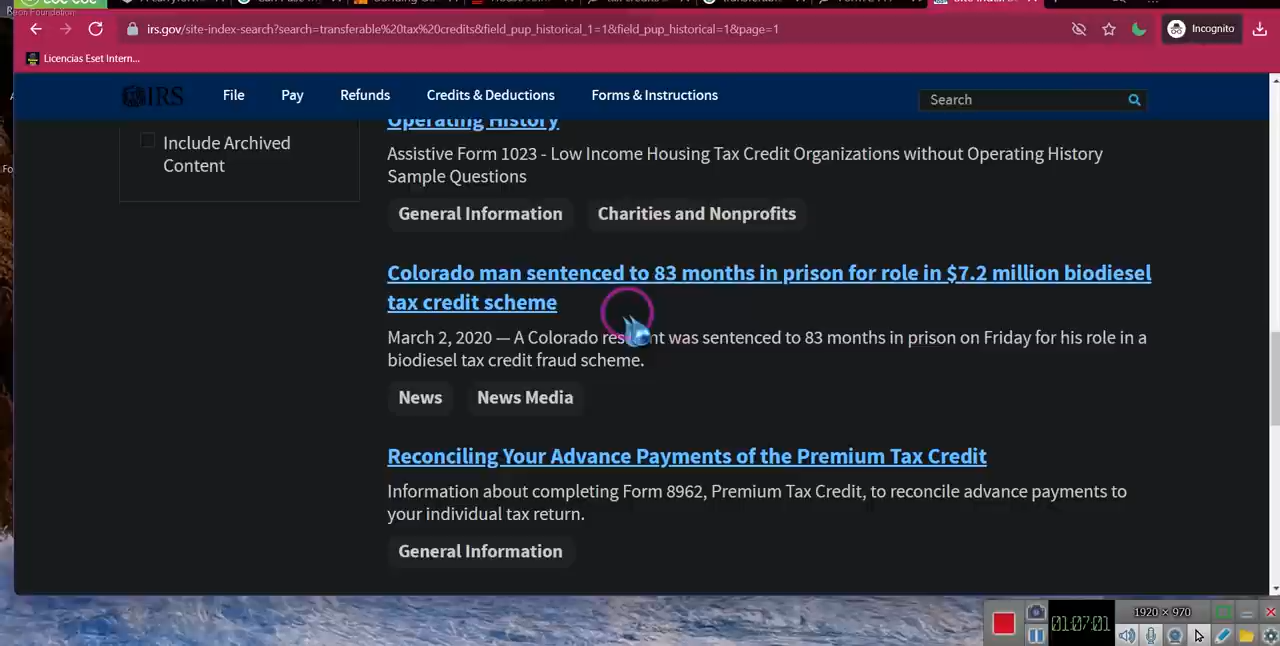 irs.gov/site-index-search?search=transferable%20tax%20credits&field_pup_historical_1=1&field_pup_historical=1&page=1
Incognito
Licencias Eset Intern...
IRS File Pay Refunds Credits & Deductions Forms & Instructions Search
Include Archived
Content
Operating History
Assistive Form 1023 - Low Income Housing Tax Credit Organizations without Operating History
Sample Questions
General Information Charities and Nonprofits
Colorado man sentenced to 83 months in prison for role in $7.2 million biodiesel
tax credit scheme
March 2, 2020 — A Colorado was sentenced to 83 months in prison on Friday for his role in a
biodiesel tax credit fraud scheme.
News News Media
Reconciling Your Advance Payments of the Premium Tax Credit
Information about completing Form 8962, Premium Tax Credit, to reconcile advance payments to
your individual tax return.
General Information
1920 × 970
01:07:01